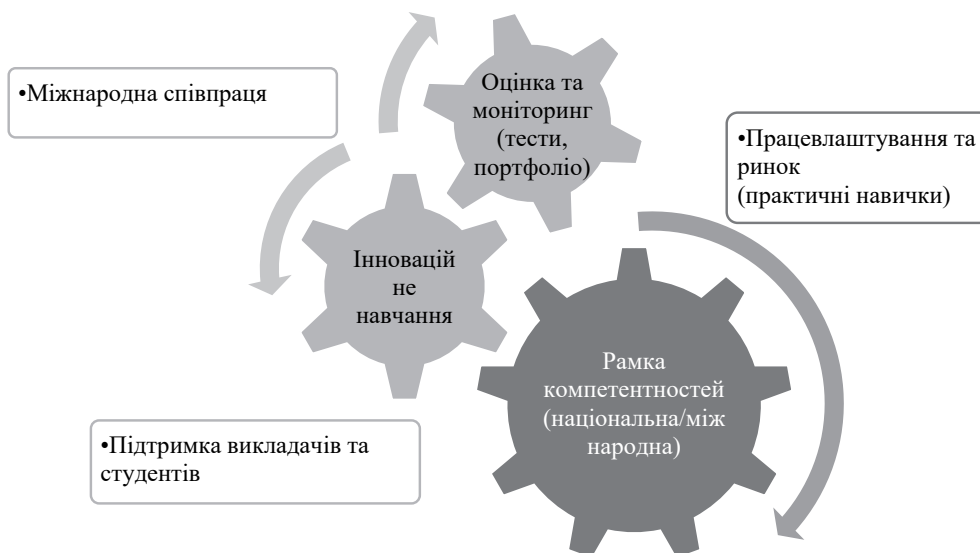 Оцінка та
моніторинг
(тести,
портфоліо)
•Міжнародна співпраця
•Працевлаштування та
ринок
(практичні навички)
Інновацій
не
навчання
Рамка
компетентностей
(національна/між
народна)
•Підтримка викладачів та
студентів